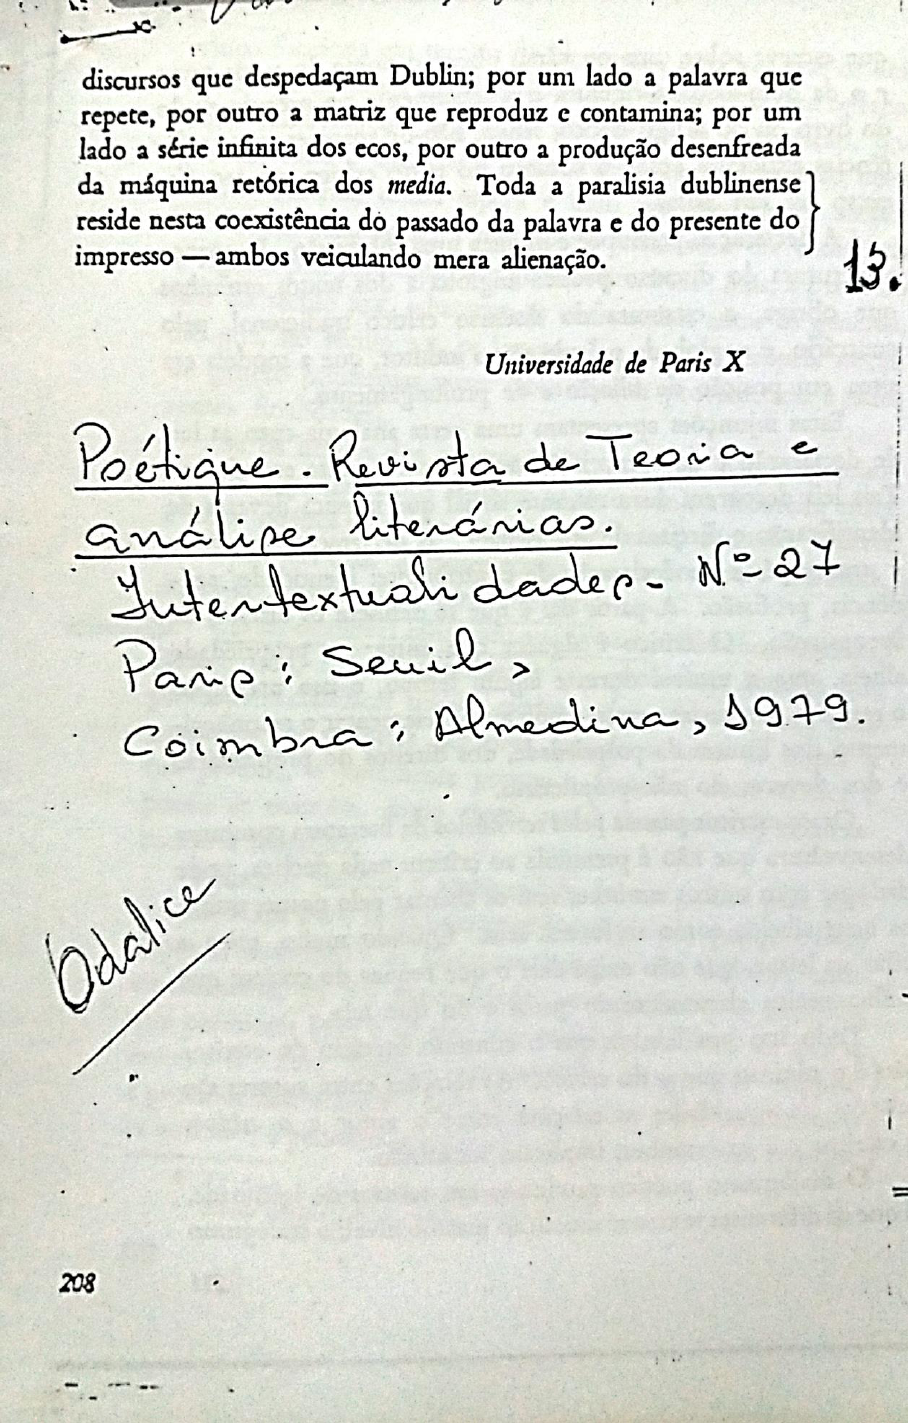 discursos que despedaçam Dublin; por um lado a palavra que
repete, por outro a matriz que reproduz e contamina; por um
lado a série infinita dos ecos, por outro a produção desenfreada
da máquina retórica dos media. Toda a paralisia dublinense
reside nesta coexistência do passado da palavra e do presente do
impresso — ambos veiculando mera alienação.
13.
Universidade de Paris X
Poétique. Revista de Teoria e
análise literárias.
Intertextualidades - Nº 27
Paris: Seuil,
Coimbra: Almedina, 1979.
Odalice
208